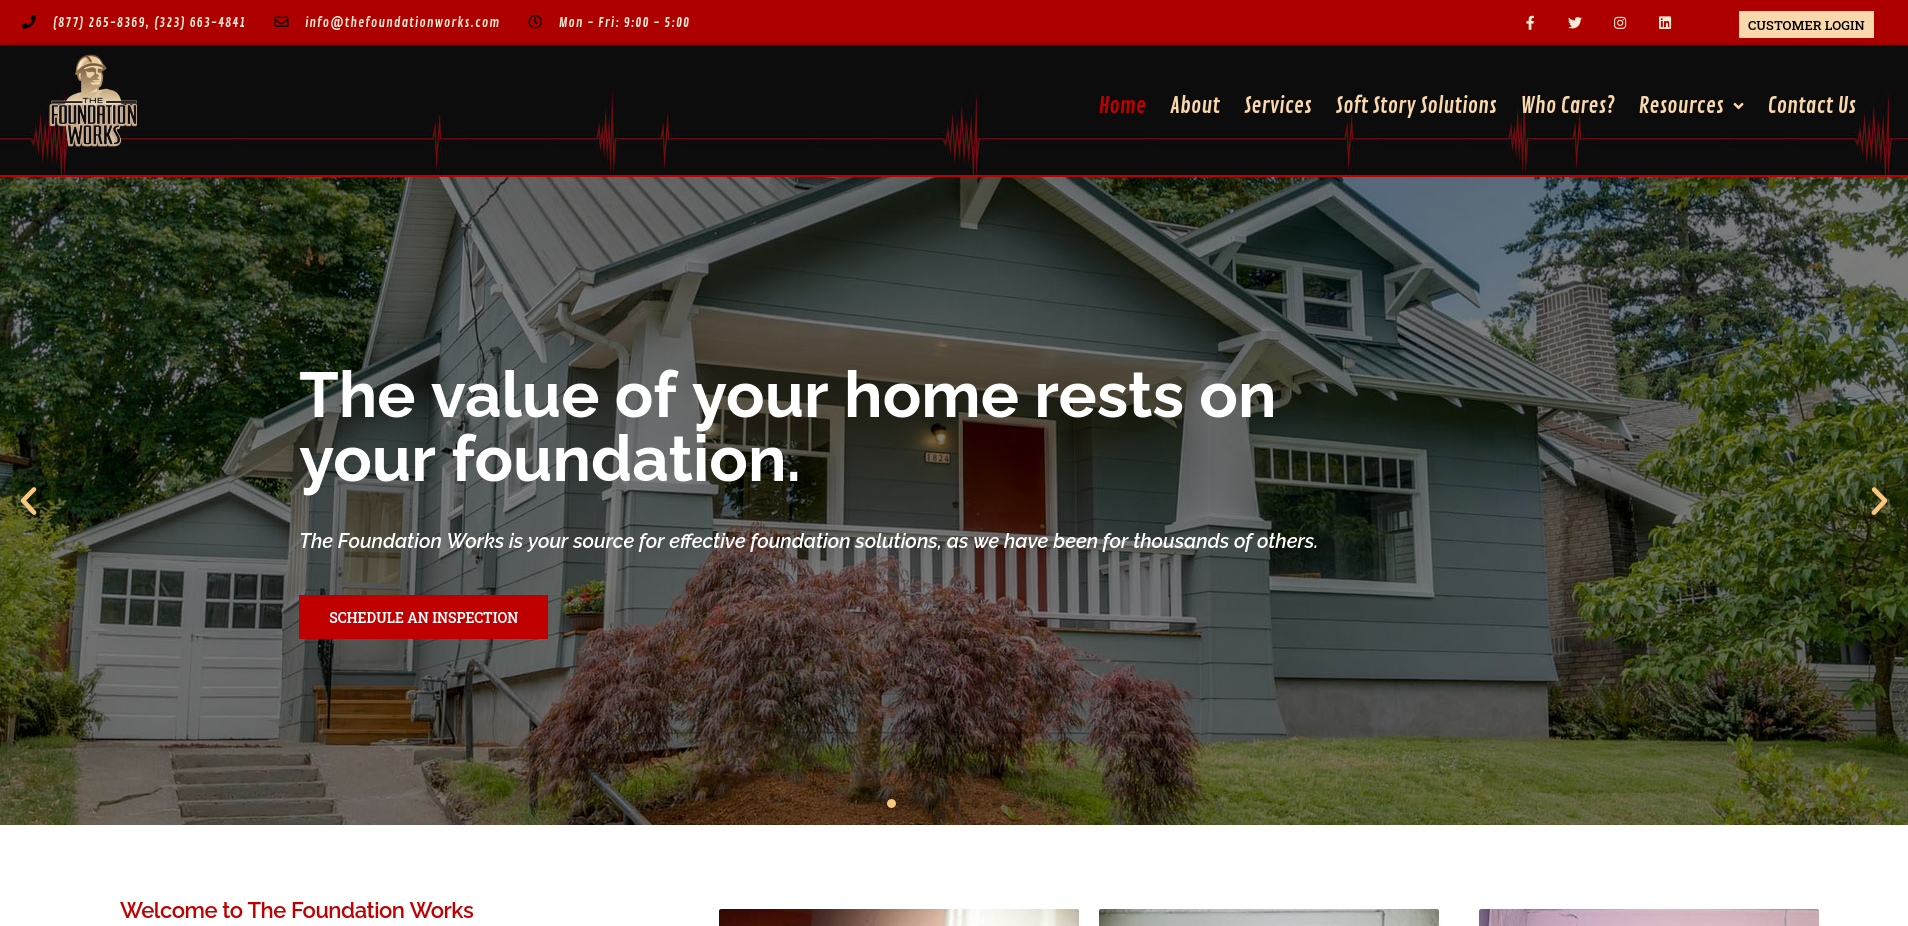 (877) 265-8369, (323) 663-4841
info@thefoundationworks.com
Mon - Fri: 9:00 - 5:00
CUSTOMER LOGIN
THE
FOUNDATION
WORKS
Home
About
Services
Soft Story Solutions
Who Cares?
Resources
Contact Us
The value of your home rests on
your foundation.
1824
The Foundation Works is your source for effective foundation solutions, as we have been for thousands of others.
SCHEDULE AN INSPECTION
Welcome to The Foundation Works